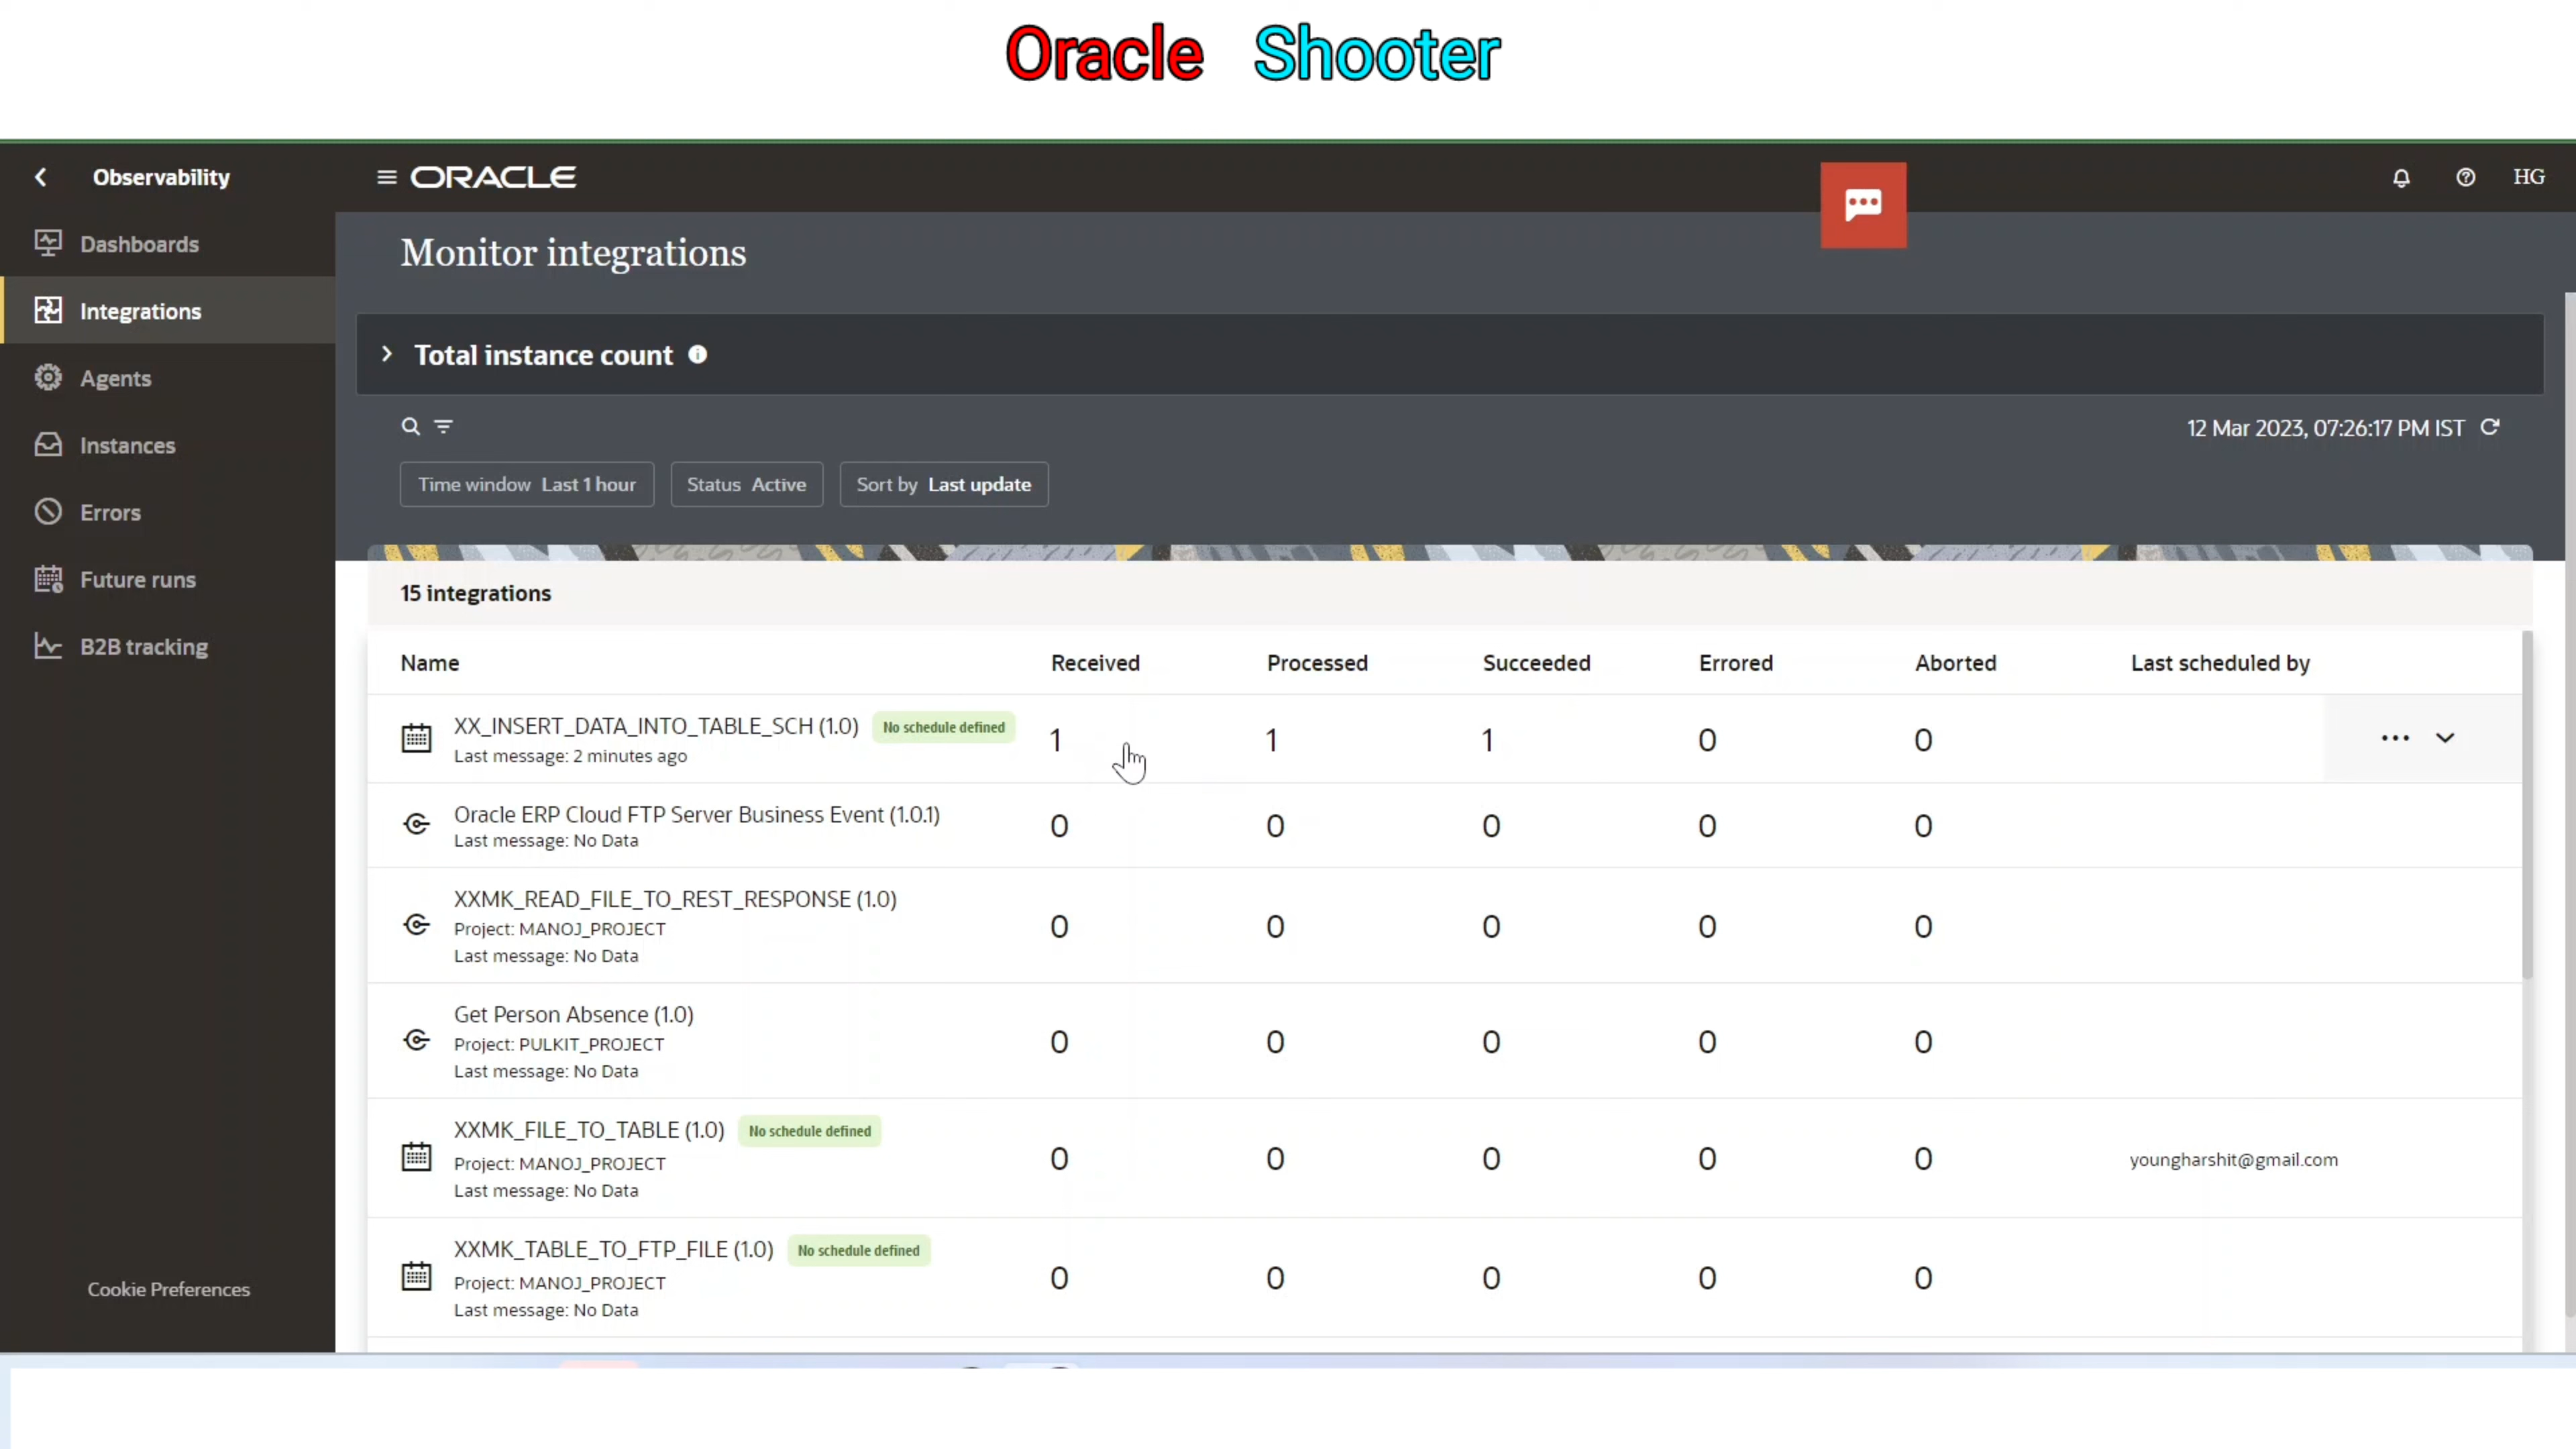 Oracle Shooter
Observability
ORACLE
HG
Dashboards
Integrations
Agents
Instances
Errors
Future runs
B2B tracking
Cookie Preferences
Monitor integrations
Total instance count
12 Mar 2023, 07:26:17 PM IST
Time window Last 1 hour Status Active Sort by Last update
15 integrations
Name Received Processed Succeeded Errored Aborted Last scheduled by
XX_INSERT_DATA_INTO_TABLE_SCH (1.0) No schedule defined
Last message: 2 minutes ago
1 1 1 0 0
Oracle ERP Cloud FTP Server Business Event (1.0.1)
Last message: No Data
0 0 0 0 0
XXMK_READ_FILE_TO_REST_RESPONSE (1.0)
Project: MANOJ_PROJECT
Last message: No Data
0 0 0 0 0
Get Person Absence (1.0)
Project: PULKIT_PROJECT
Last message: No Data
0 0 0 0 0
XXMK_FILE_TO_TABLE (1.0) No schedule defined
Project: MANOJ_PROJECT
Last message: No Data
0 0 0 0 0 youngharshit@gmail.com
XXMK_TABLE_TO_FTP_FILE (1.0) No schedule defined
Project: MANOJ_PROJECT
Last message: No Data
0 0 0 0 0